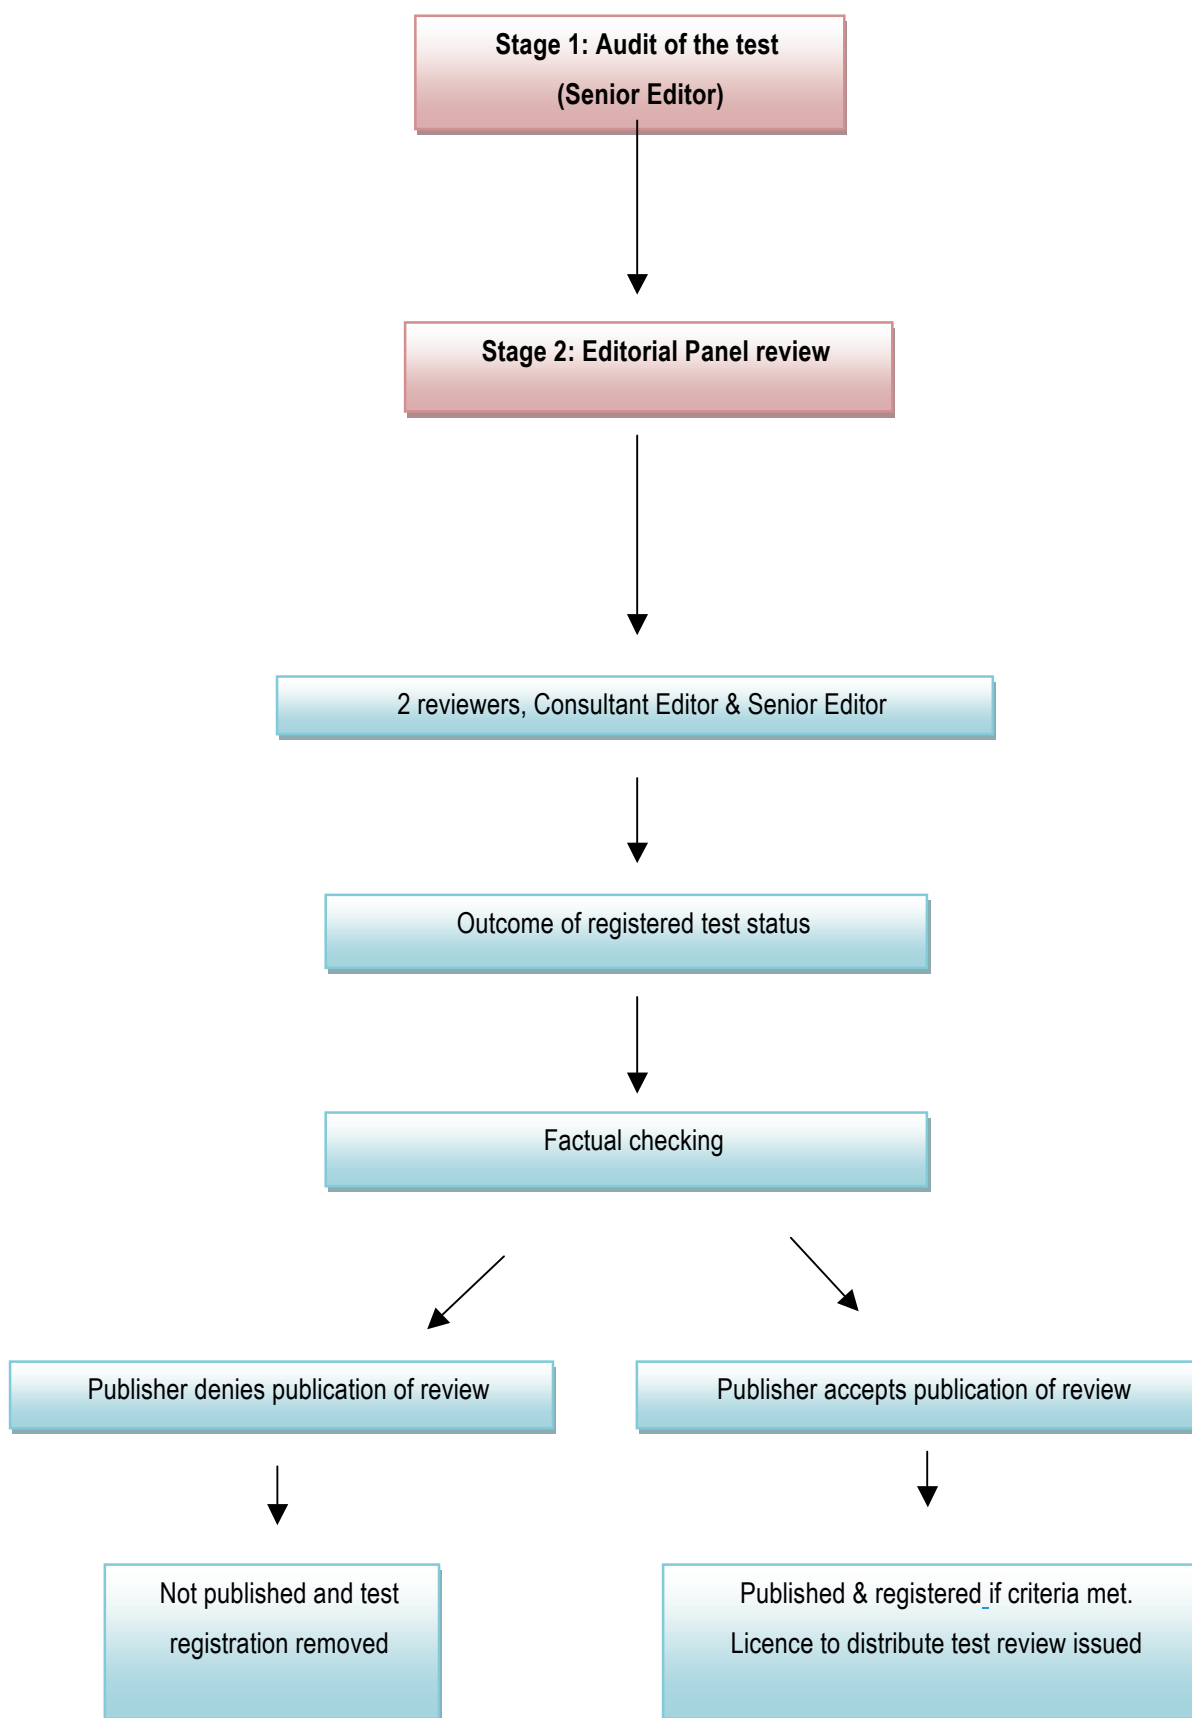 Stage 1: Audit of the test
(Senior Editor)
Stage 2: Editorial Panel review
2 reviewers, Consultant Editor & Senior Editor
Outcome of registered test status
Factual checking
Publisher denies publication of review
Publisher accepts publication of review
Not published and test
registration removed
Published & registered if criteria met.
Licence to distribute test review issued